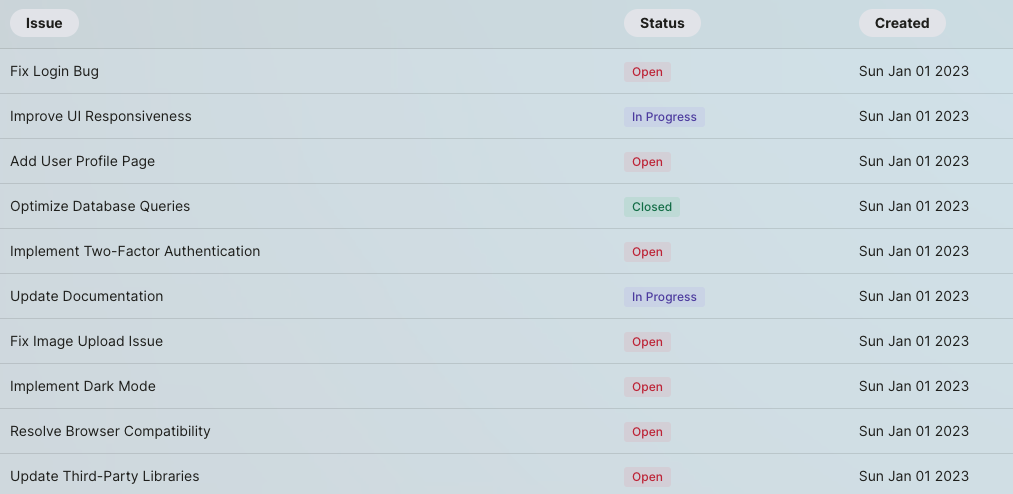 Issue Status Created
Fix Login Bug Open Sun Jan 01 2023
Improve UI Responsiveness In Progress Sun Jan 01 2023
Add User Profile Page Open Sun Jan 01 2023
Optimize Database Queries Closed Sun Jan 01 2023
Implement Two-Factor Authentication Open Sun Jan 01 2023
Update Documentation In Progress Sun Jan 01 2023
Fix Image Upload Issue Open Sun Jan 01 2023
Implement Dark Mode Open Sun Jan 01 2023
Resolve Browser Compatibility Open Sun Jan 01 2023
Update Third-Party Libraries Open Sun Jan 01 2023